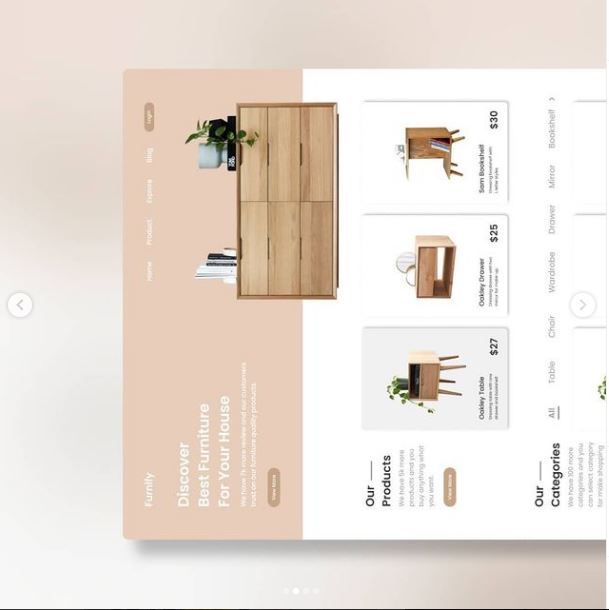 Furnify
Home Product Explore Blog Login
Discover
Best Furniture
For Your House
We have 7k more review and our customers
trust on our furniture quality products.
View More
Our
Products
We have 5k more
products and you
buy anything what
you want.
View More
Oakley Table
Drawing table with one
drawer and bookshelf
$27
Oakley Drawer
Drawing drawer with two
mirror for make up.
$25
Sam Bookshelf
Drawing bookshelf with
L letter styles
$30
Our
Categories
We have 100 more
categories and you
can select category
for make shopping
All Table Chair Wardrobe Drawer Mirror Bookshelf